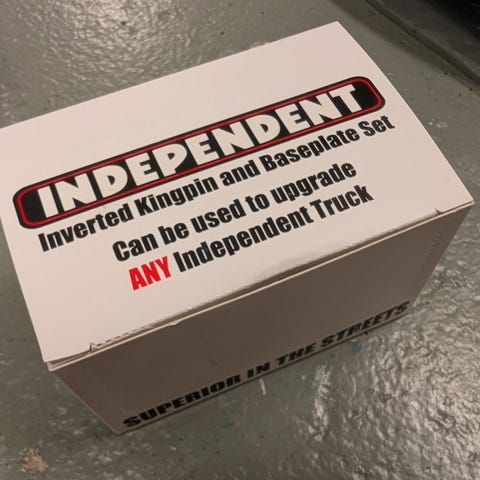 INDEPENDENT
Inverted Kingpin and Baseplate Set
Can be used to upgrade
ANY Independent Truck
SUPERIOR IN THE STREETS